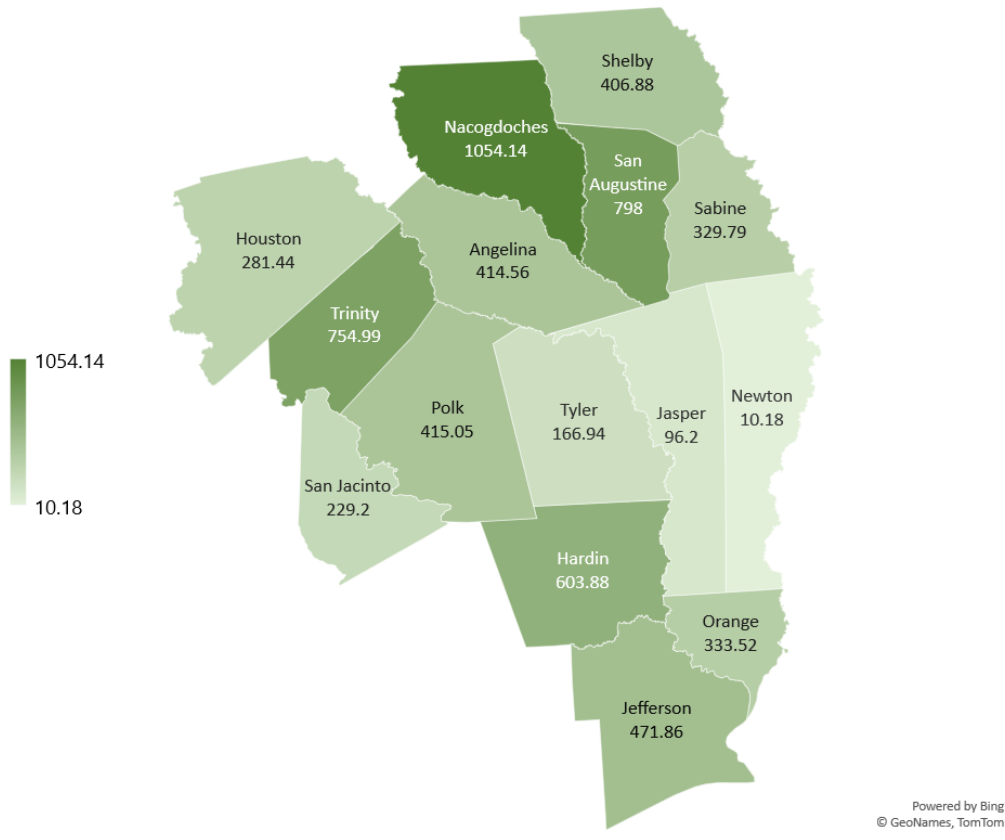 Shelby
406.88
Nacogdoches
1054.14
San
Augustine
798
Sabine
329.79
Houston
281.44
Angelina
414.56
Trinity
754.99
1054.14
10.18
Polk
415.05
Tyler
166.94
Jasper
96.2
Newton
10.18
San Jacinto
229.2
Hardin
603.88
Orange
333.52
Jefferson
471.86
Powered by Bing
© GeoNames, TomTom